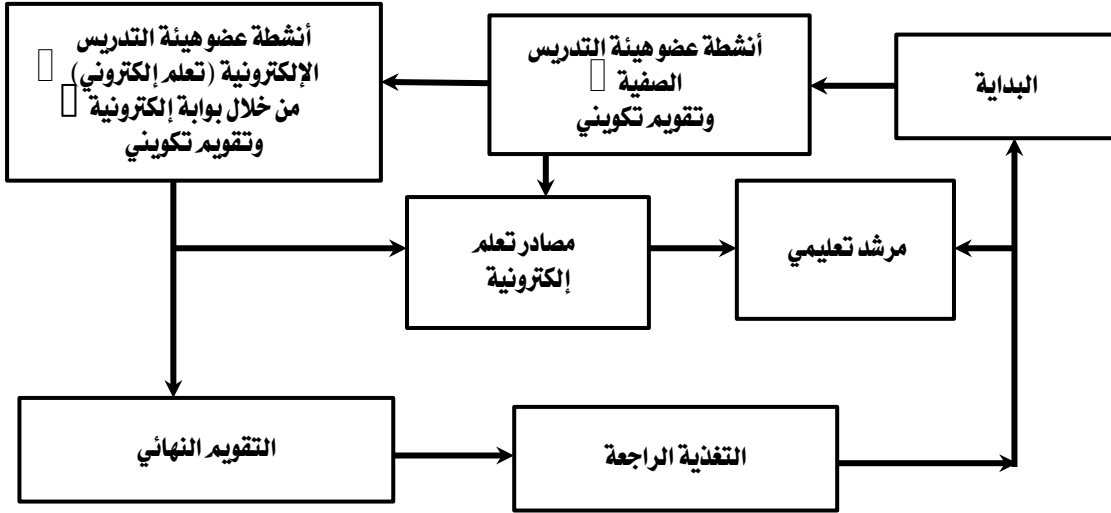 البداية
أنشطة عضو هيئة التدريس
الصفية
وتقويم تكويني
أنشطة عضو هيئة التدريس
الإلكترونية (تعلم إلكتروني)
من خلال بوابة إلكترونية
وتقويم تكويني
مرشد تعليمي
مصادر تعلم
إلكترونية
التقويم النهائي
التغذية الراجعة